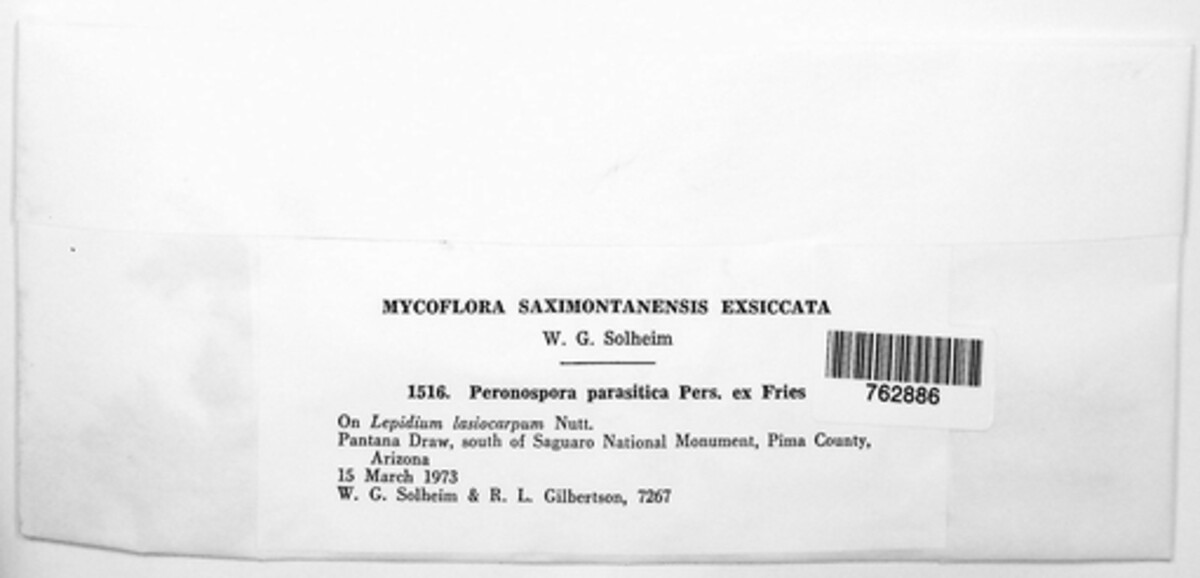 MYCOFLORA SAXIMONTANENSIS EXSICCATA
W. G. Solheim
1516. Peronospora parasitica Pers. ex Fries
762886
On Lepidium lasiocarpum Nutt.
Pantana Draw, south of Saguaro National Monument, Pima County,
Arizona
15 March 1973
W. G. Solheim & R. L. Gilbertson, 7267